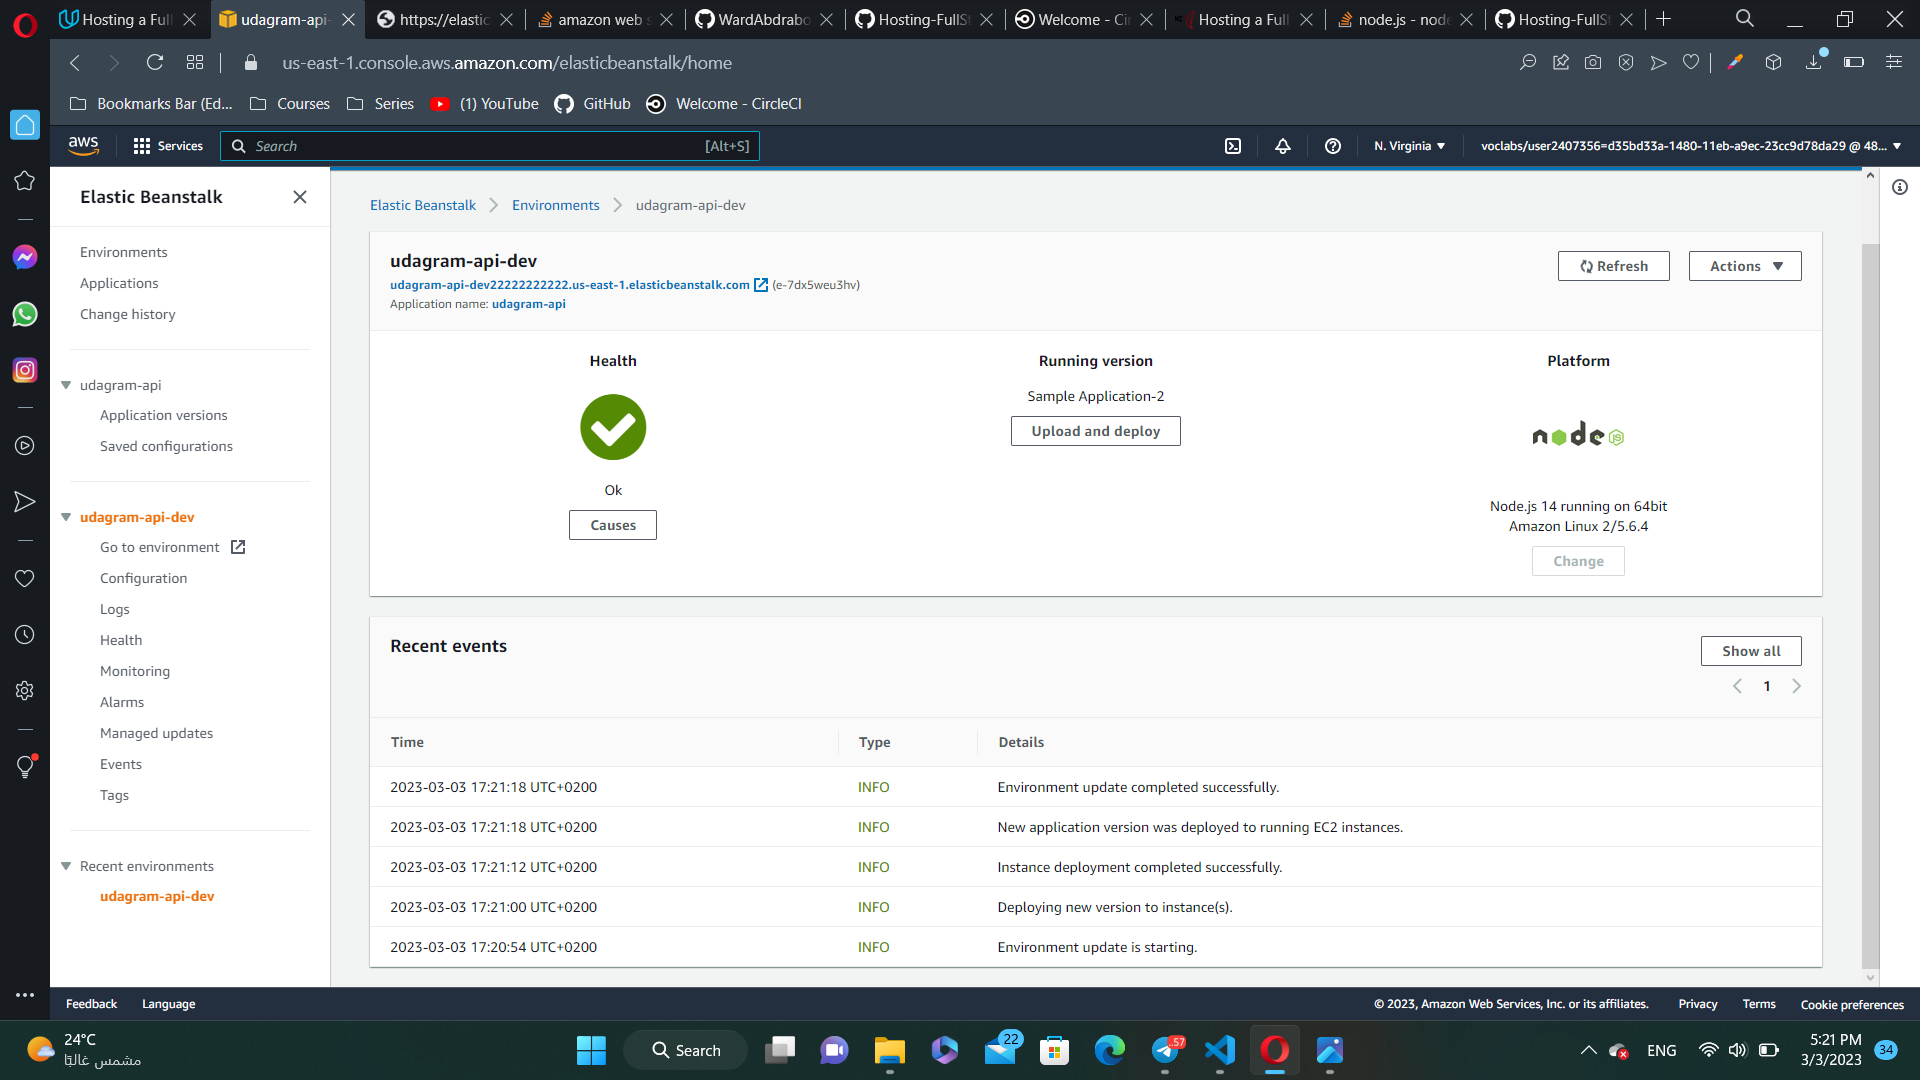 Hosting a Full
udagram-api-
https://elastic
amazon web s
WardAbdrabo
Hosting-FullSt
Welcome - Cir
Hosting a Full
node.js - node
Hosting-FullSt
us-east-1.console.aws.amazon.com/elasticbeanstalk/home
Bookmarks Bar (Ed...
Courses
Series
(1) YouTube
GitHub
Welcome - CircleCI
aws
Services
Search
[Alt+S]
N. Virginia
voclabs/user2407356=d35bd33a-1480-11eb-a9ec-23cc9d78da29 @ 48...
Elastic Beanstalk
Environments
Applications
Change history
udagram-api
Application versions
Saved configurations
udagram-api-dev
Go to environment
Configuration
Logs
Health
Monitoring
Alarms
Managed updates
Events
Tags
Recent environments
udagram-api-dev
Elastic Beanstalk
Environments
udagram-api-dev
udagram-api-dev
udagram-api-dev22222222222.us-east-1.elasticbeanstalk.com (e-7dx5weu3hv)
Application name: udagram-api
Refresh
Actions
Health
Ok
Causes
Running version
Sample Application-2
Upload and deploy
Platform
node JS
Node.js 14 running on 64bit
Amazon Linux 2/5.6.4
Change
Recent events
Show all
1
Time Type Details
2023-03-03 17:21:18 UTC+0200 INFO Environment update completed successfully.
2023-03-03 17:21:18 UTC+0200 INFO New application version was deployed to running EC2 instances.
2023-03-03 17:21:12 UTC+0200 INFO Instance deployment completed successfully.
2023-03-03 17:21:00 UTC+0200 INFO Deploying new version to instance(s).
2023-03-03 17:20:54 UTC+0200 INFO Environment update is starting.
Feedback
Language
© 2023, Amazon Web Services, Inc. or its affiliates.
Privacy
Terms
Cookie preferences
24°C
مشمس غالبًا
Search
22
57
ENG
5:21 PM
3/3/2023
34